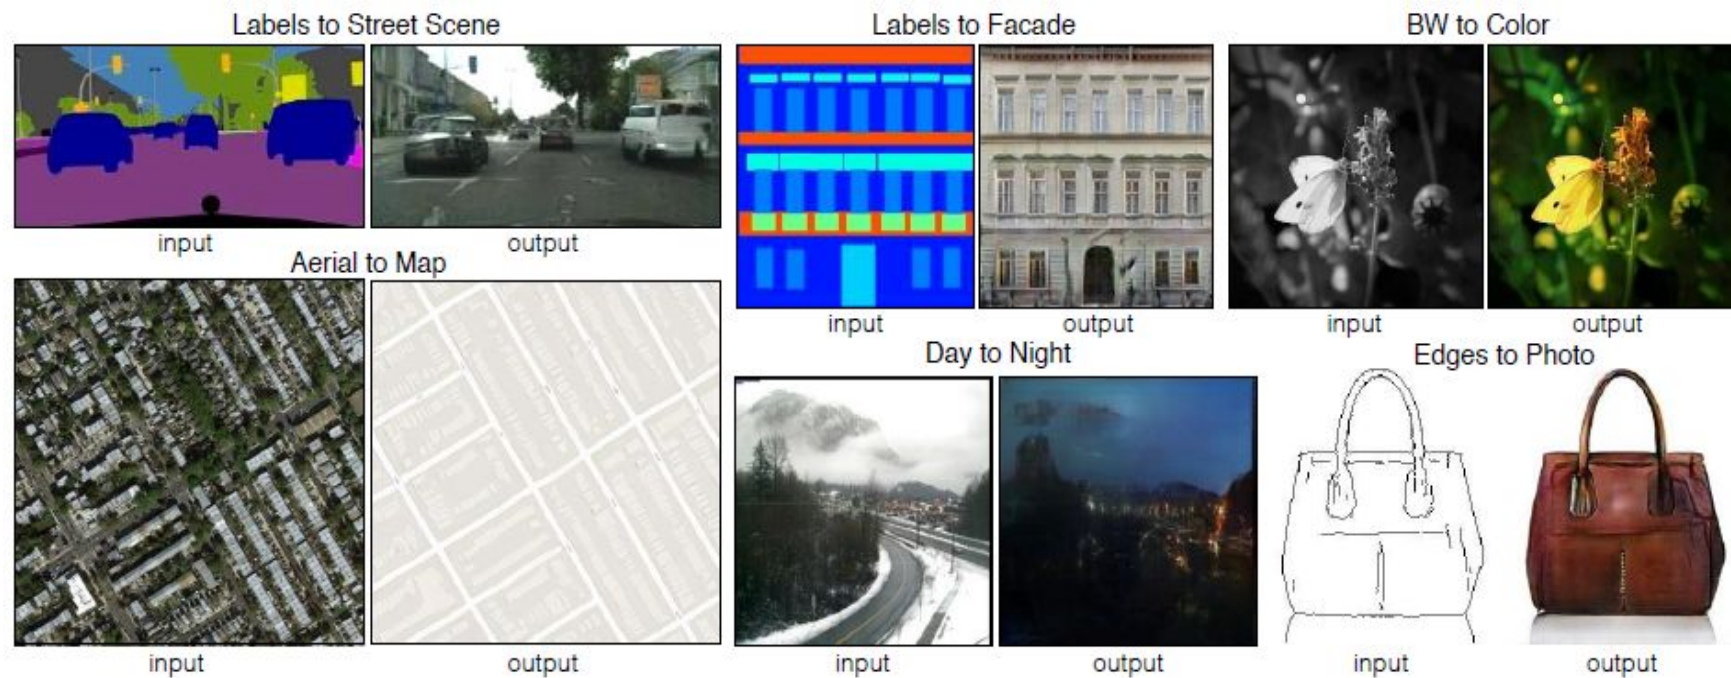 Labels to Street Scene
input
output
Aerial to Map
input
output
Labels to Facade
input
output
BW to Color
input
output
Day to Night
input
output
Edges to Photo
input
output